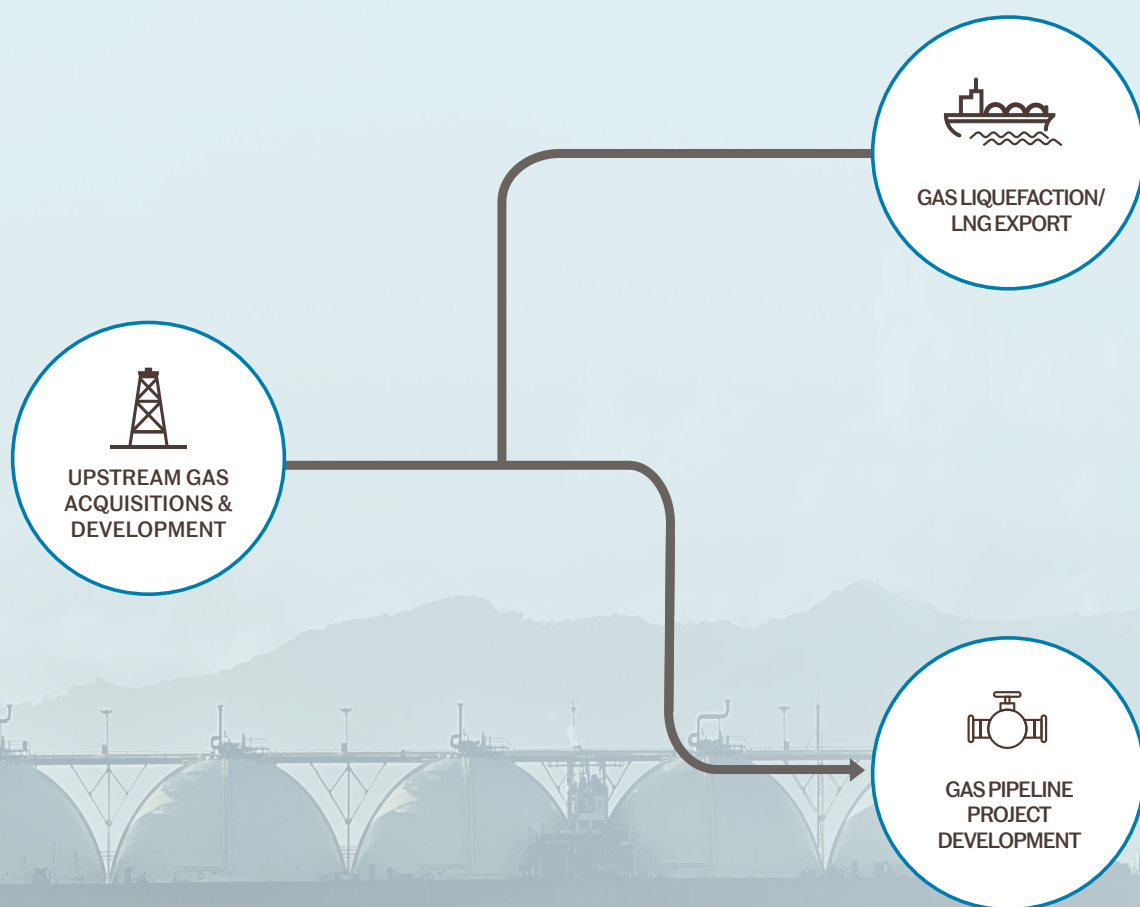 GAS LIQUEFACTION/
LNG EXPORT
UPSTREAM GAS
ACQUISITIONS &
DEVELOPMENT
GAS PIPELINE
PROJECT
DEVELOPMENT